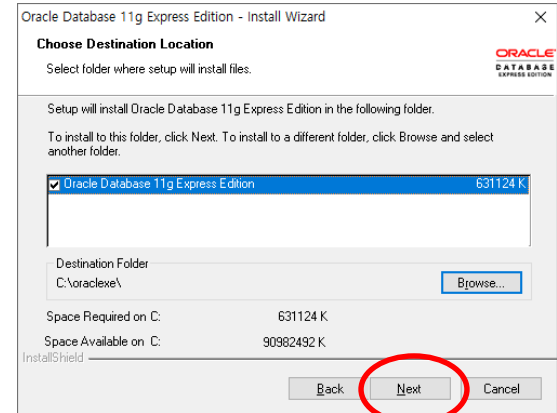 Oracle Database 11g Express Edition - Install Wizard
Choose Destination Location
Select folder where setup will install files.
ORACLE
DATABASE
EXPRESS EDITION
Setup will install Oracle Database 11g Express Edition in the following folder.
To install to this folder, click Next. To install to a different folder, click Browse and select
another folder.
Oracle Database 11g Express Edition 631124 K
Destination Folder
C:\oraclexe\
Browse...
Space Required on C: 631124 K
Space Available on C: 90982492 K
InstallShield
Back Next Cancel